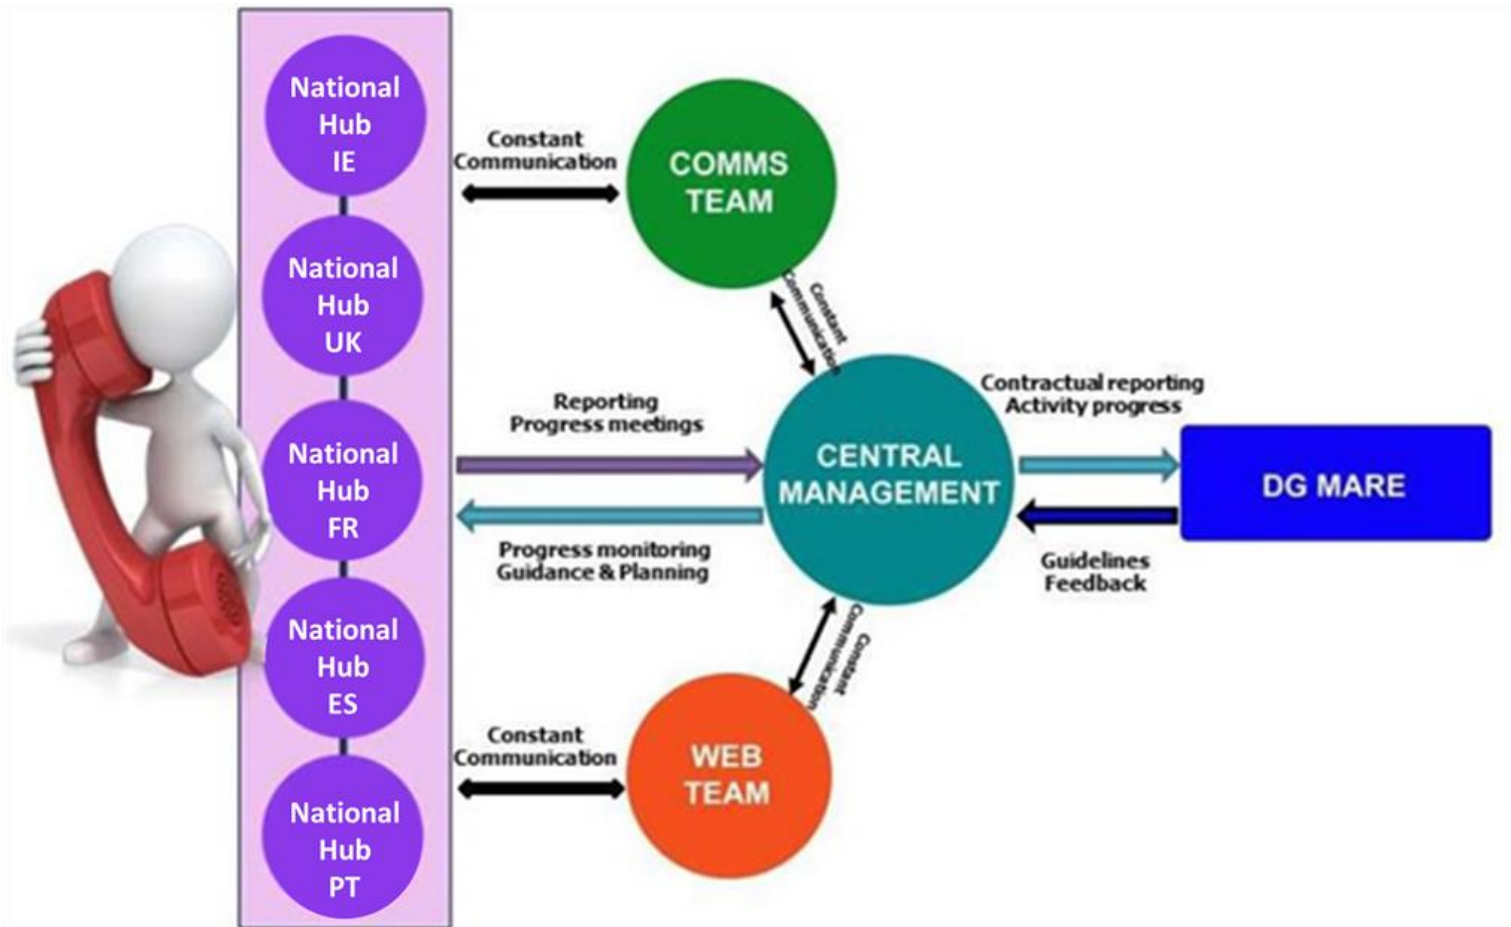 National
Hub
IE
National
Hub
UK
National
Hub
FR
National
Hub
ES
National
Hub
PT
Constant
Communication
COMMS
TEAM
Constant
Communication
Reporting
Progress meetings
Progress monitoring
Guidance & Planning
CENTRAL
MANAGEMENT
Contractual reporting
Activity progress
DG MARE
Guidelines
Feedback
Constant
Communication
Constant
Communication
WEB
TEAM